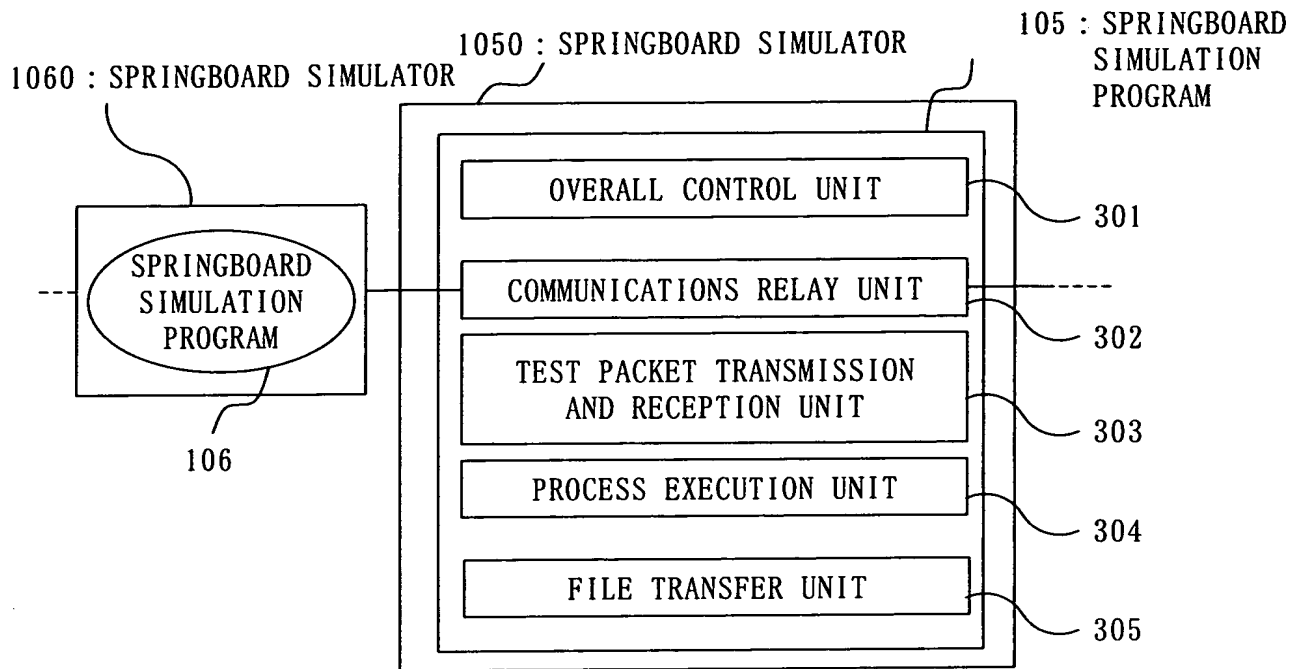 1050 : SPRINGBOARD SIMULATOR
105 : SPRINGBOARD
SIMULATION
PROGRAM
1060 : SPRINGBOARD SIMULATOR
OVERALL CONTROL UNIT
301
SPRINGBOARD
SIMULATION
PROGRAM
106
COMMUNICATIONS RELAY UNIT
302
TEST PACKET TRANSMISSION
AND RECEPTION UNIT
303
PROCESS EXECUTION UNIT
304
FILE TRANSFER UNIT
305